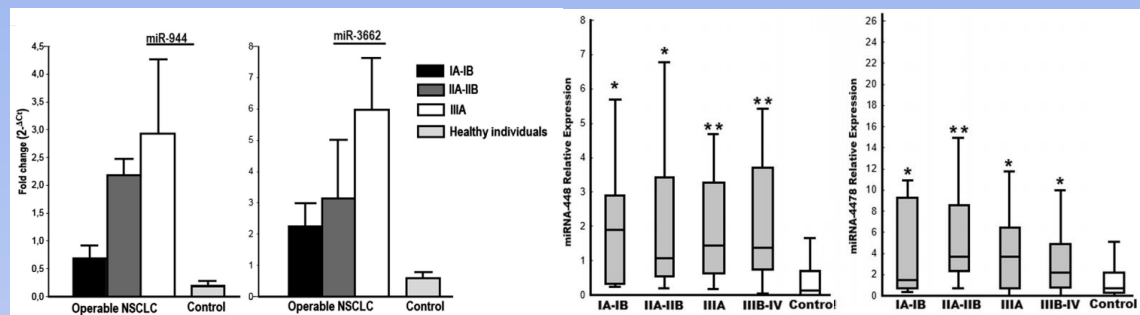 miR-944
4,5
4,0
3,5
3,0
2,5
2,0
1,5
1,0
0,5
0,0
Fold change (2-ΔCt)
Operable NSCLC
Control
miR-3662
8
7
6
5
4
3
2
1
0
Operable NSCLC
Control
IA-IB
IIA-IIB
IIIA
Healthy individuals
miRNA-448 Relative Expression
8
7
6
5
4
3
2
1
0
*
*
**
**
IA-IB
IIA-IIB
IIIA
IIIB-IV
Control
miRNA-4478 Relative Expression
26
24
22
20
18
16
14
12
10
8
6
4
2
0
*
**
*
*
IA-IB
IIA-IIB
IIIA
IIIB-IV
Control